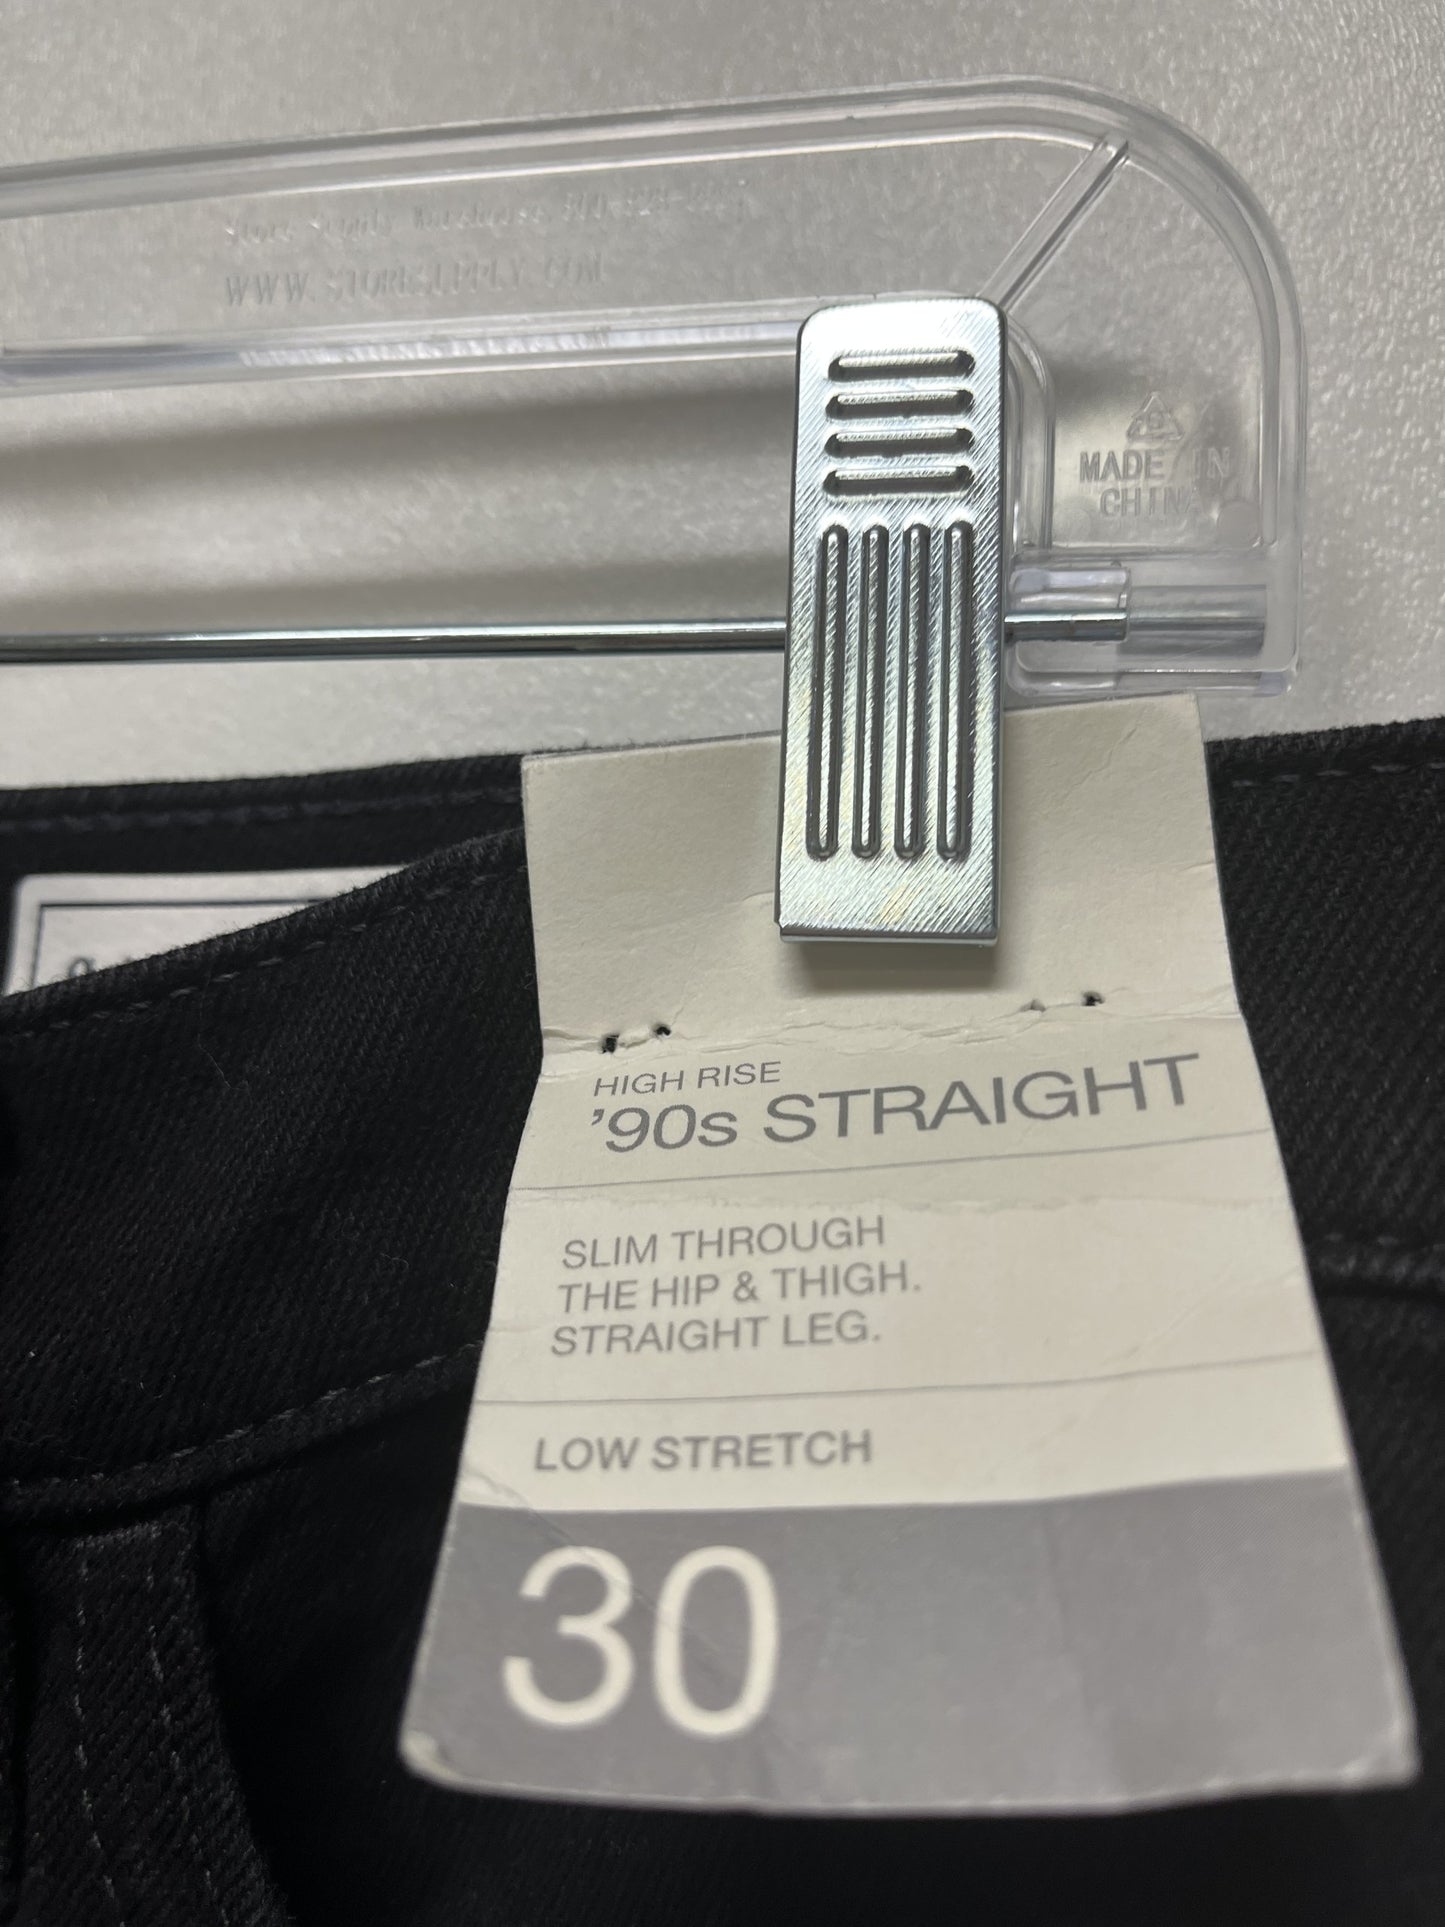 WWW.STORESUPPLY.COM
MADE IN
CHINA
HIGH RISE
'90s STRAIGHT
SLIM THROUGH
THE HIP & THIGH.
STRAIGHT LEG.
LOW STRETCH
30